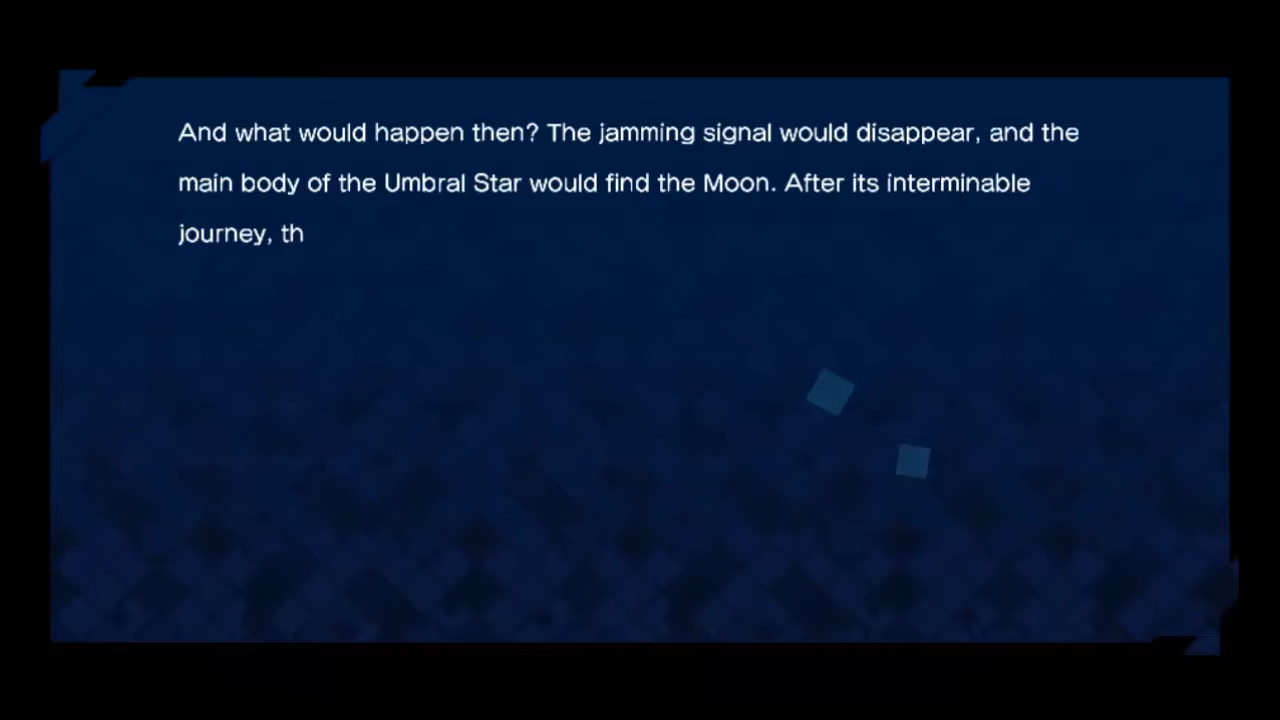 And what would happen then? The jamming signal would disappear, and the
main body of the Umbral Star would find the Moon. After its interminable
journey, th